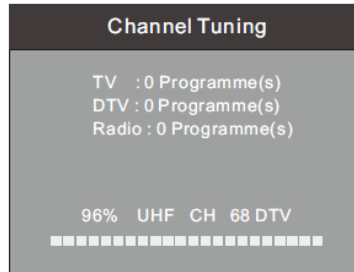 Channel Tuning
TV : 0 Programme(s)
DTV : 0 Programme(s)
Radio : 0 Programme(s)
96% UHF CH 68 DTV